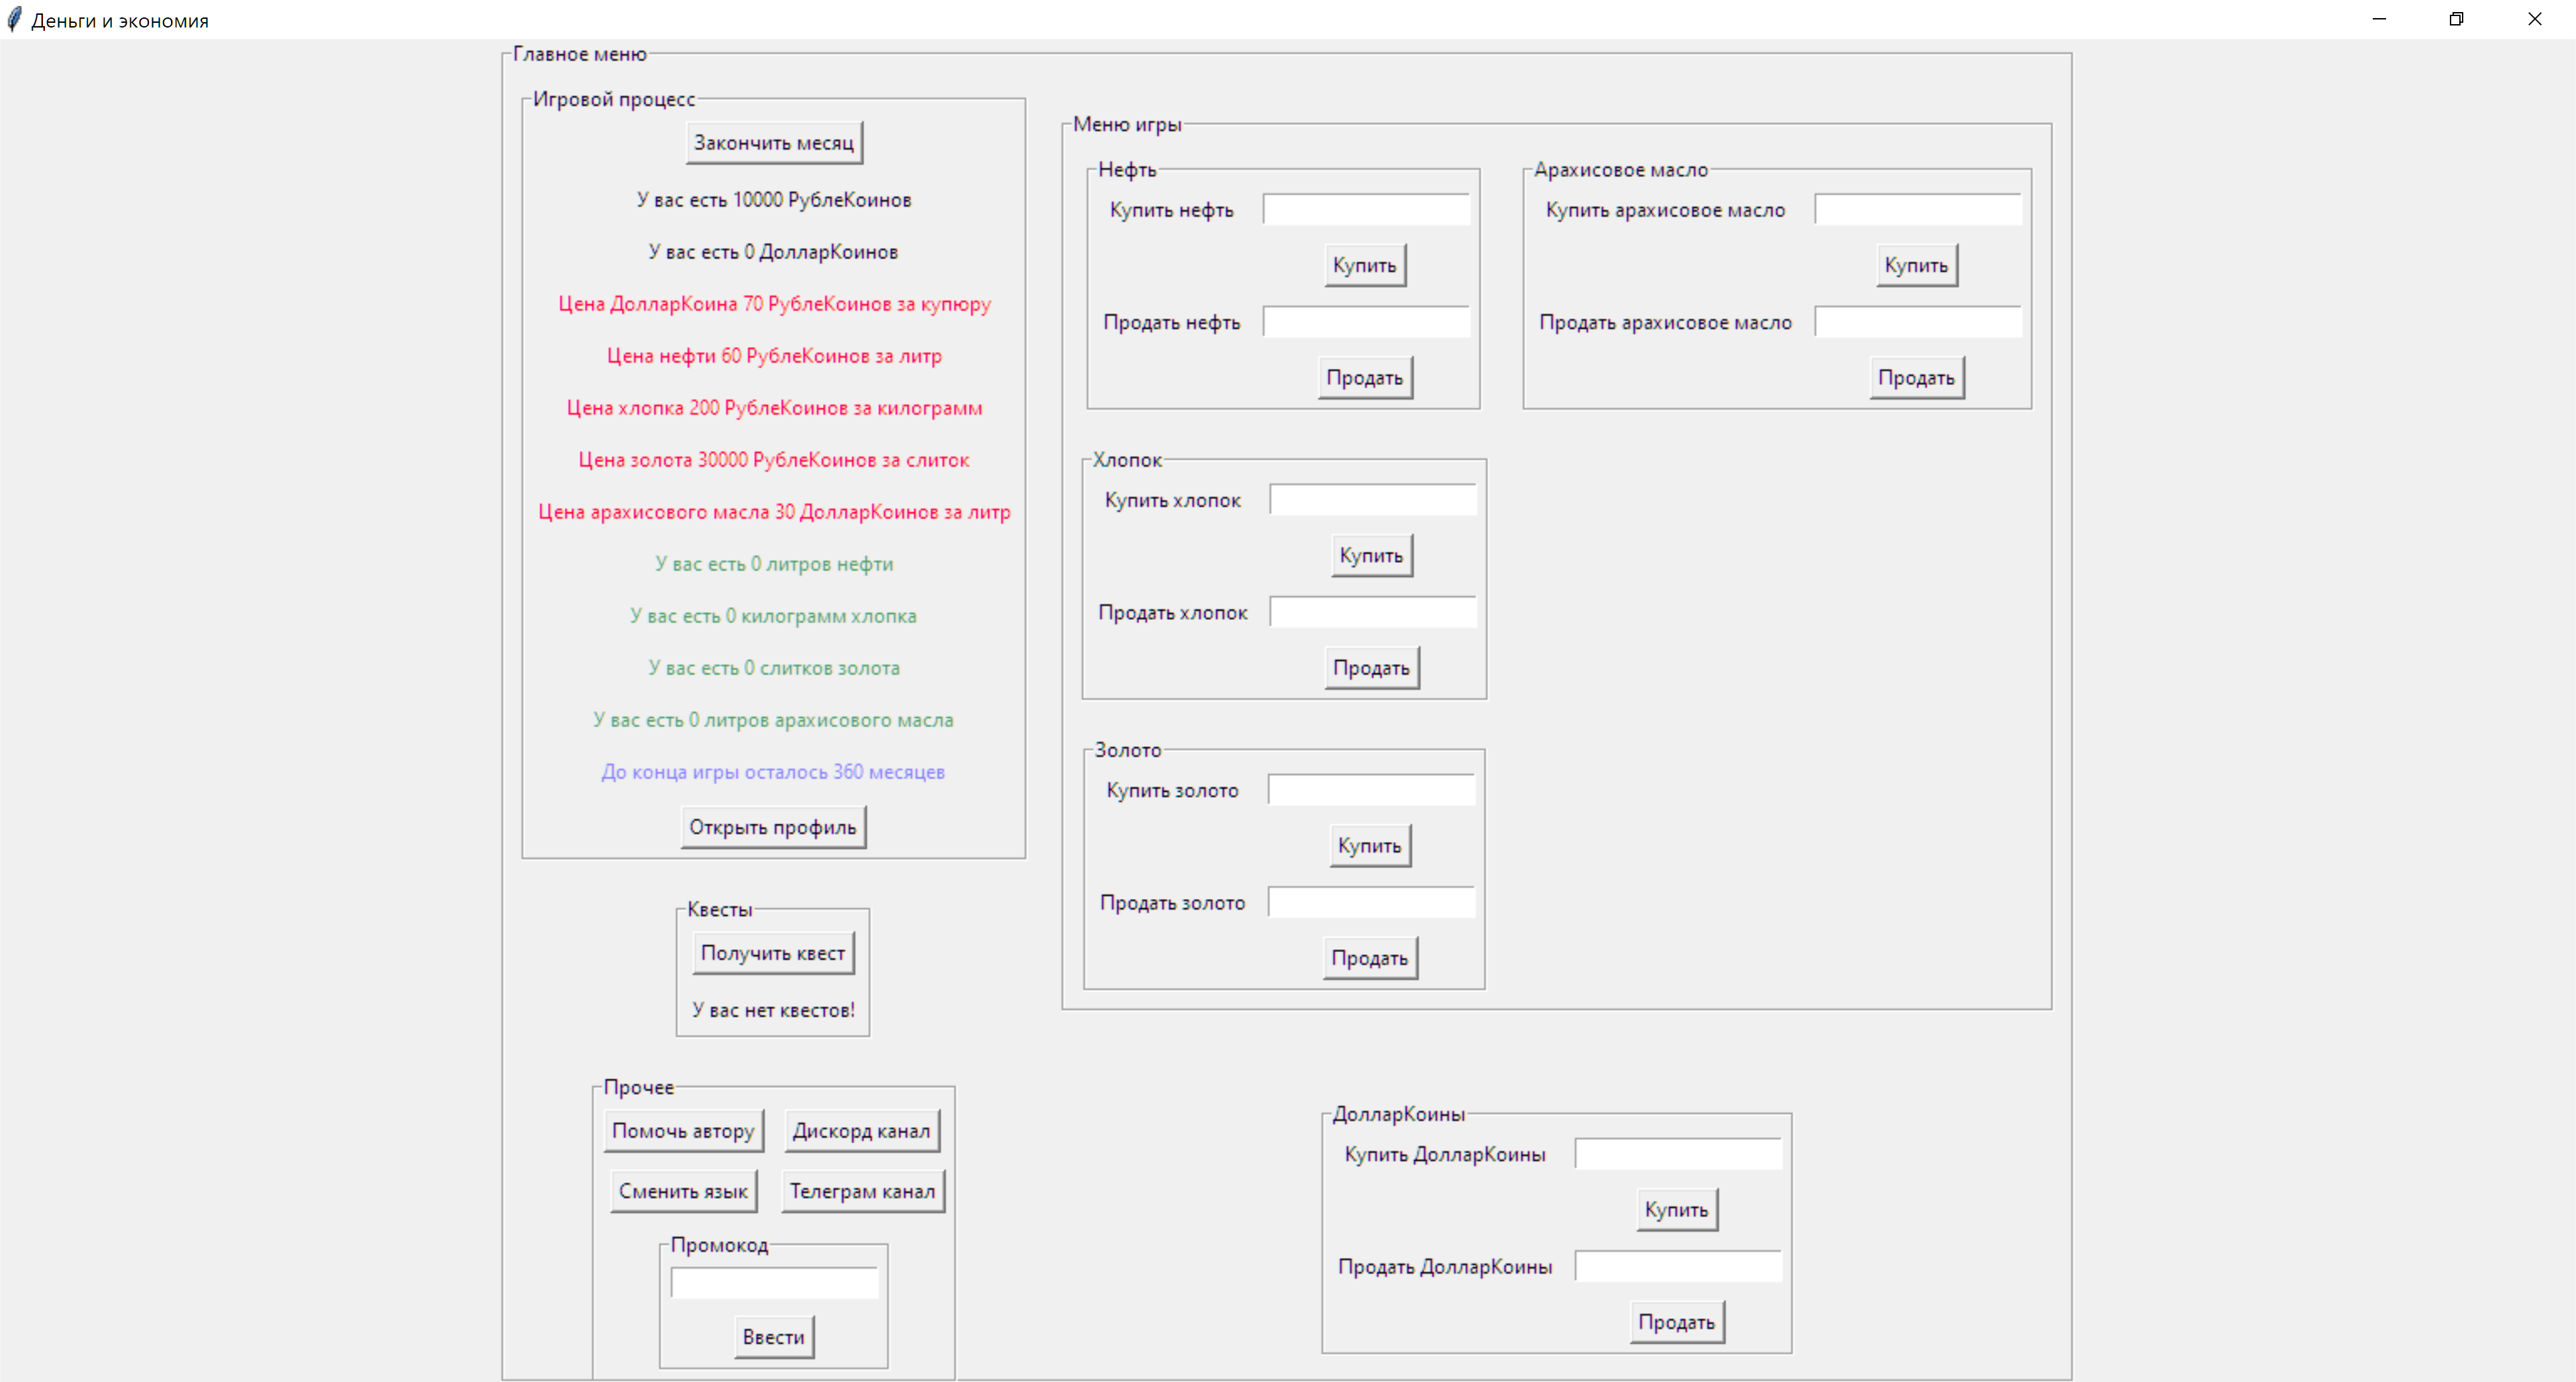 Деньги и экономия
Главное меню
Игровой процесс
Закончить месяц
У вас есть 10000 РублеКоинов
У вас есть 0 ДолларКоинов
Цена ДолларКоина 70 РублеКоинов за купюру
Цена нефти 60 РублеКоинов за литр
Цена хлопка 200 РублеКоинов за килограмм
Цена золота 30000 РублеКоинов за слиток
Цена арахисового масла 30 ДолларКоинов за литр
У вас есть 0 литров нефти
У вас есть 0 килограмм хлопка
У вас есть 0 слитков золота
У вас есть 0 литров арахисового масла
До конца игры осталось 360 месяцев
Открыть профиль
Квесты
Получить квест
У вас нет квестов!
Прочее
Помочь автору
Дискорд канал
Сменить язык
Телеграм канал
Промокод
Ввести
Меню игры
Нефть
Купить нефть
Купить
Продать нефть
Продать
Арахисовое масло
Купить арахисовое масло
Купить
Продать арахисовое масло
Продать
Хлопок
Купить хлопок
Купить
Продать хлопок
Продать
Золото
Купить золото
Купить
Продать золото
Продать
ДолларКоины
Купить ДолларКоины
Купить
Продать ДолларКоины
Продать